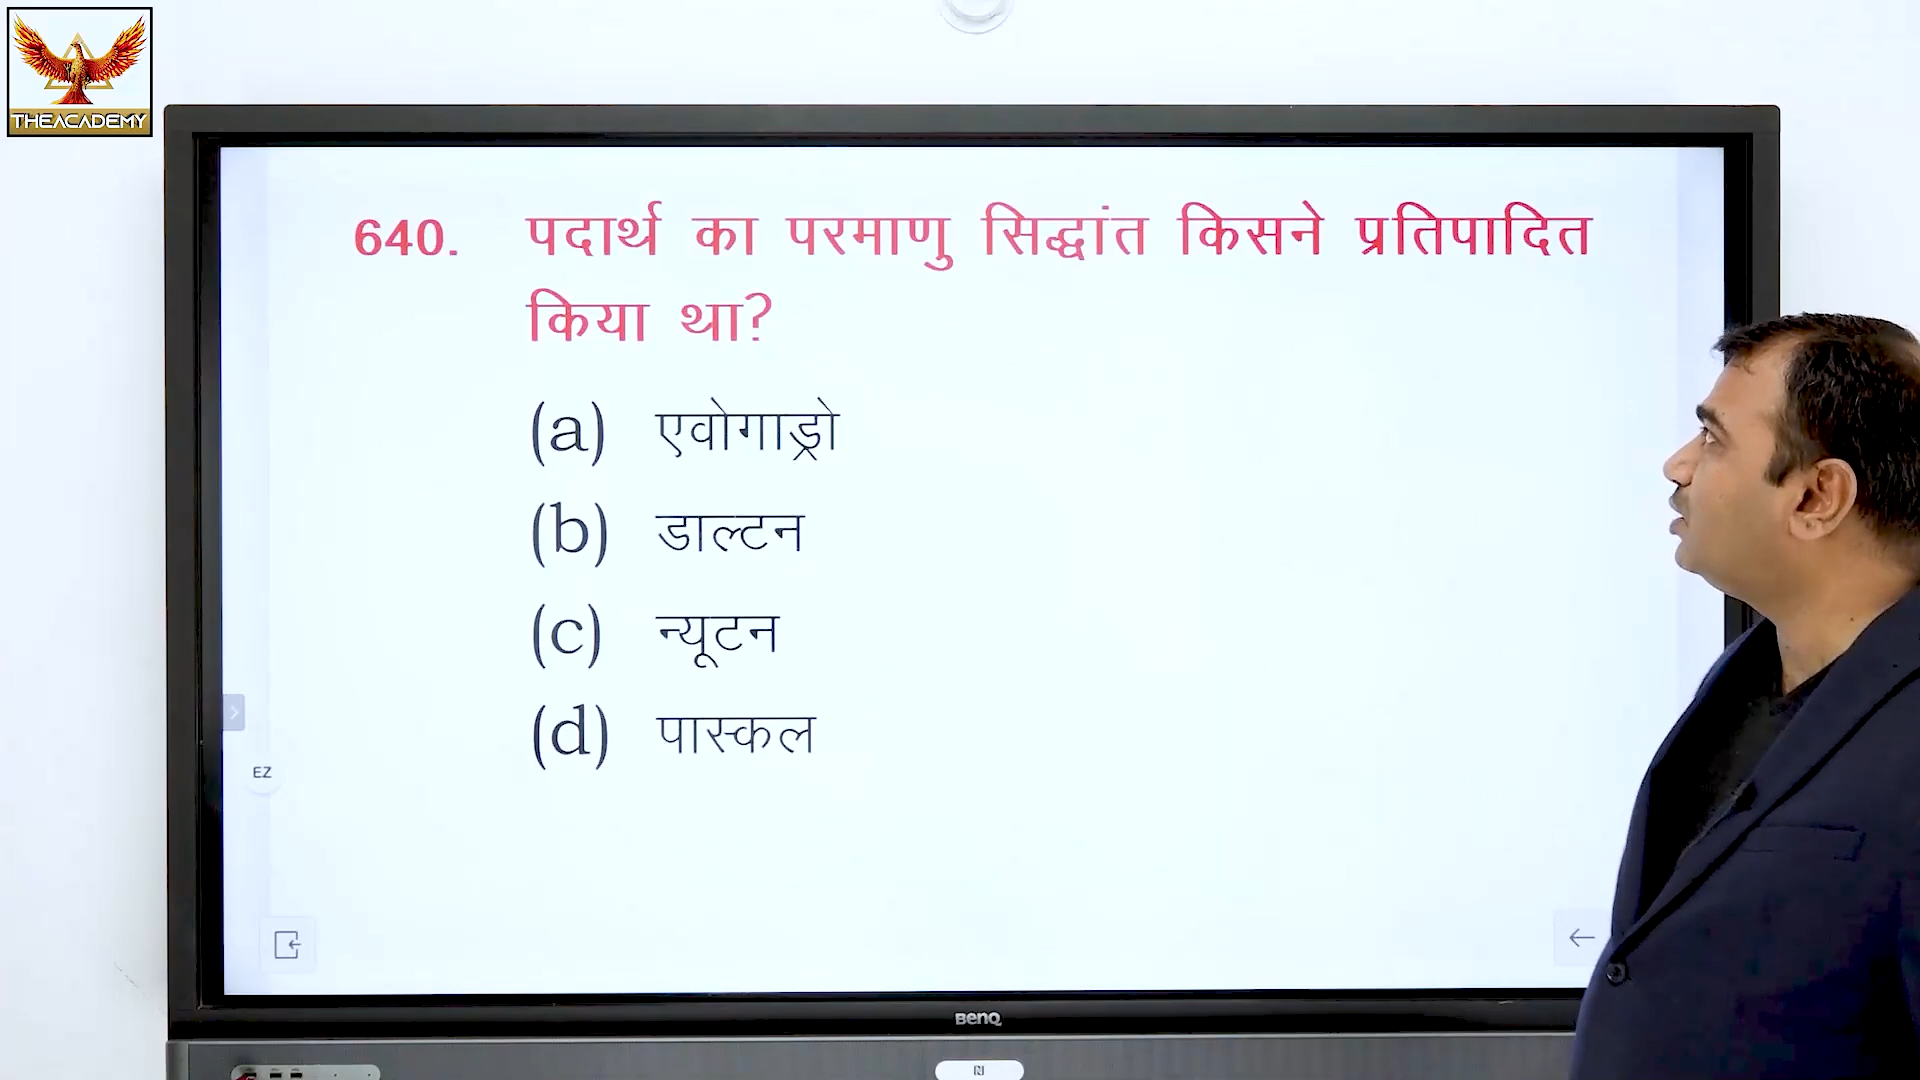 THEACADEMY
640. पदार्थ का परमाणु सिद्धांत किसने प्रतिपादित
किया था?
(a) एवोगाड्रो
(b) डाल्टन
(c) न्यूटन
(d) पास्कल
EZ
BenQ